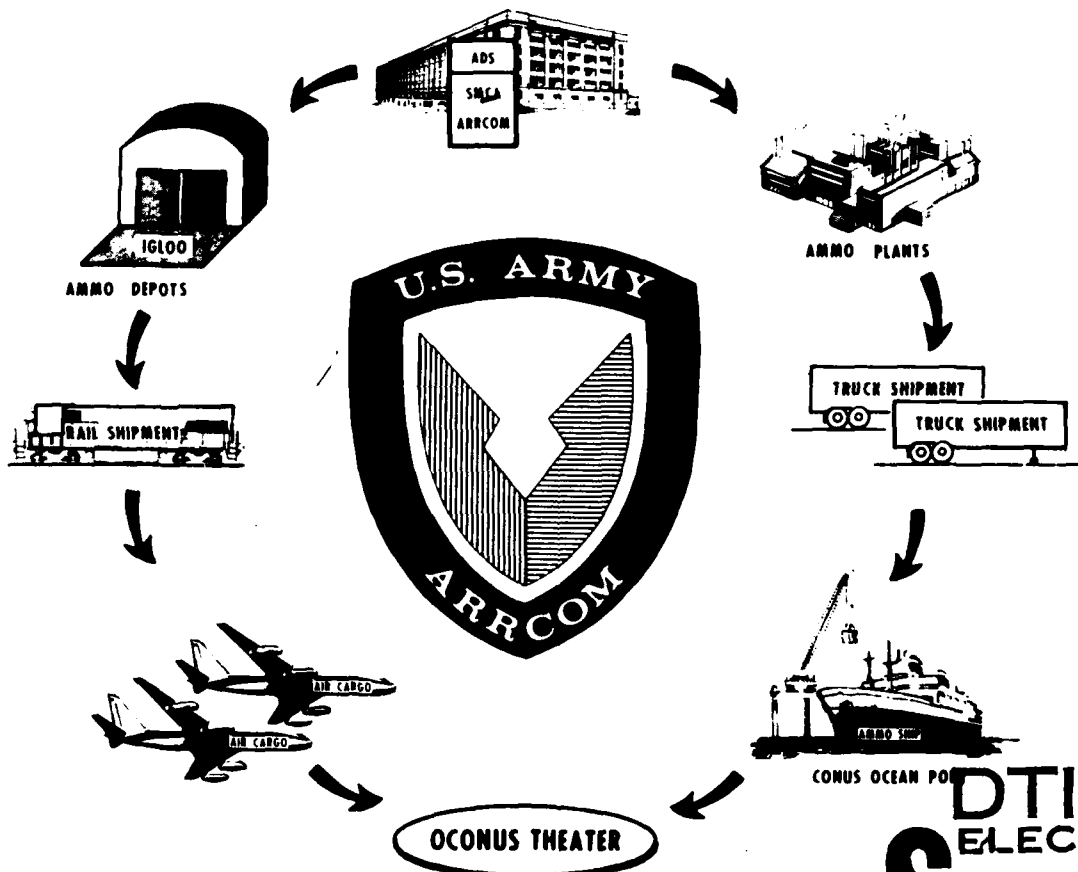 ADS
SMCA
ARRCOM
IGLOO
AMMO DEPOTS
AMMO PLANTS
U.S. ARMY
ARRCOM
RAIL SHIPMENT
TRUCK SHIPMENT
TRUCK SHIPMENT
AIR CARGO
AIR CARGO
AMMO SHIP
CONUS OCEAN
OCONUS THEATER
DTI
ELEC